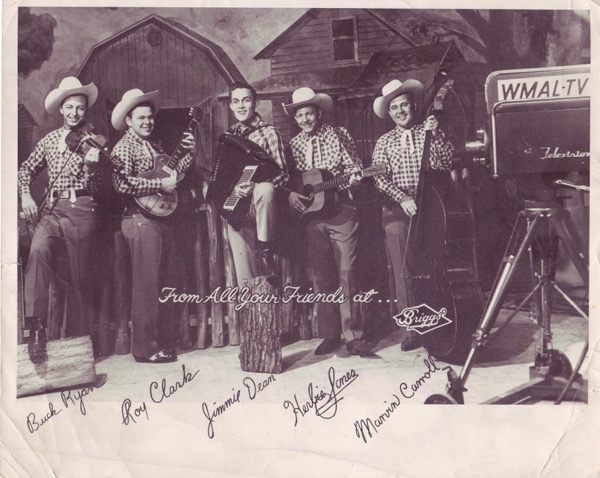 WMAL-TV
Television
From All Your Friends at...
Briggs
Buck Ryan
Roy Clark
Jimmie Dean
Herbie Jones
Marvin Carroll